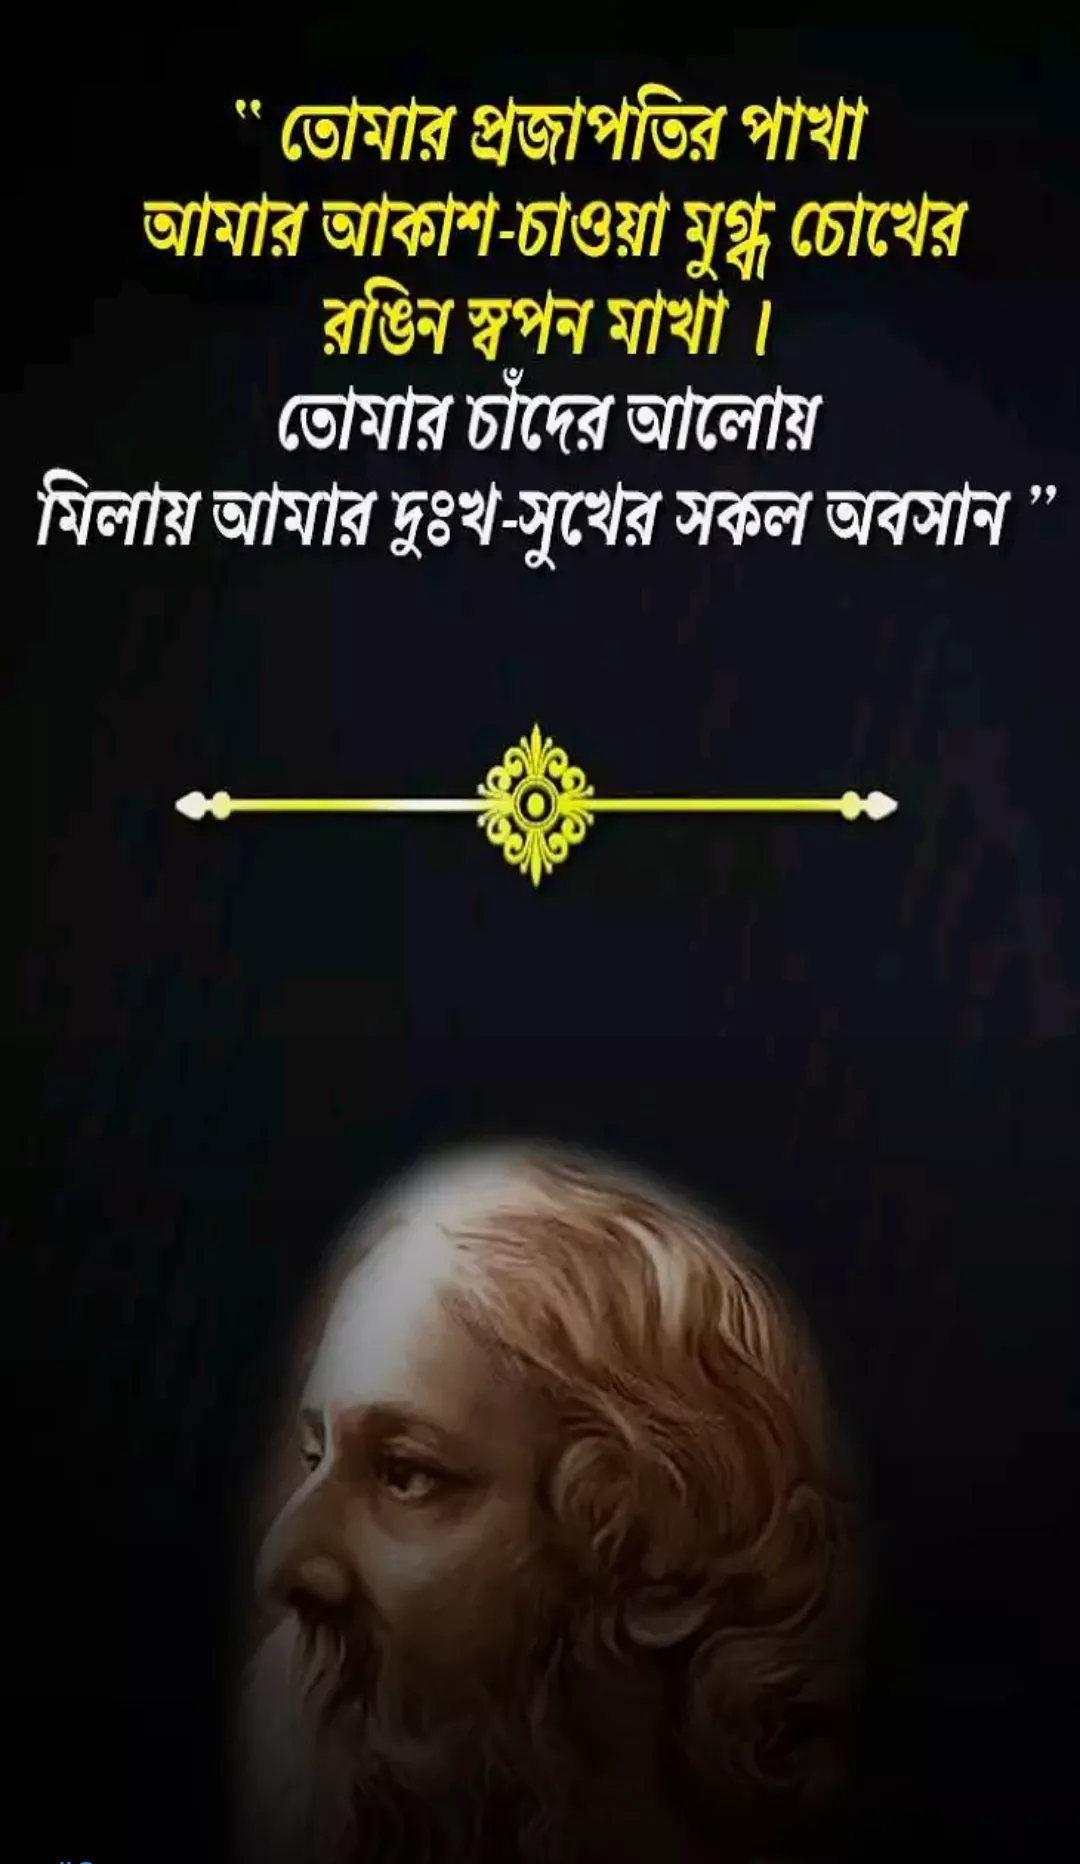 “ তোমার প্রজাপতির পাখা
আমার আকাশ-চাওয়া মুগ্ধ চোখের
রঙিন স্বপন মাখা ।
তোমার চাঁদের আলোয়
মিলায় আমার দুঃখ-সুখের সকল অবসান ”